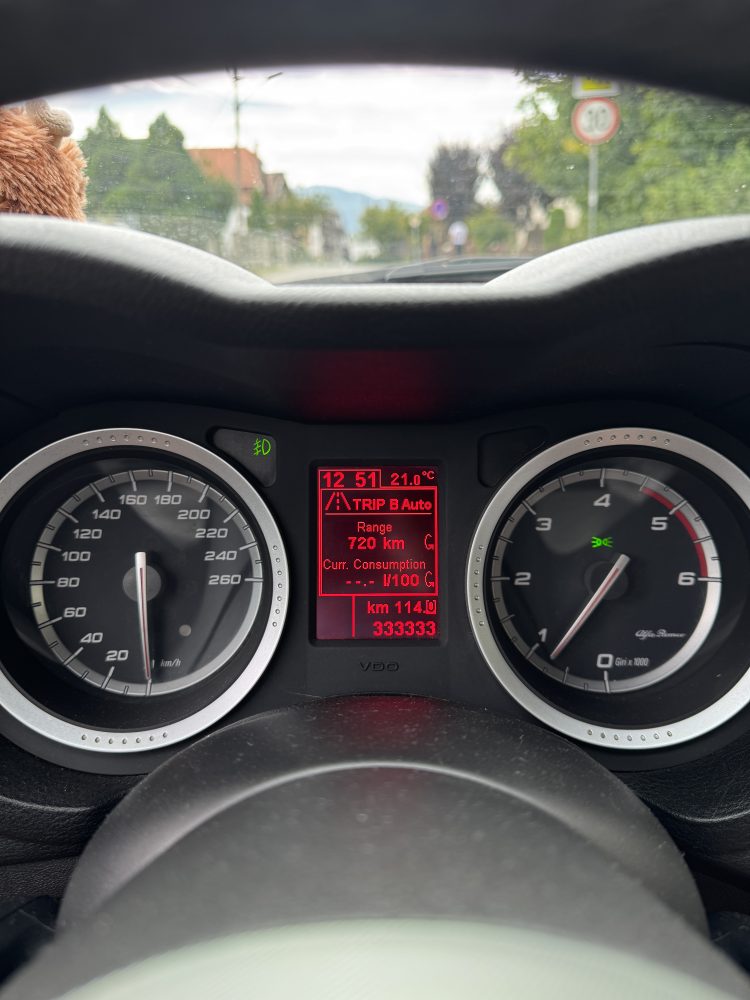 12 51 21.0°C
TRIP B Auto
Range
720 km
Curr. Consumption
--.- l/100
km 114.0
333333
VDO
20
40
60
80
100
120
140
160
180
200
220
240
260
km/h
0
1
2
3
4
5
6
Alfa Romeo
Giri x 1000